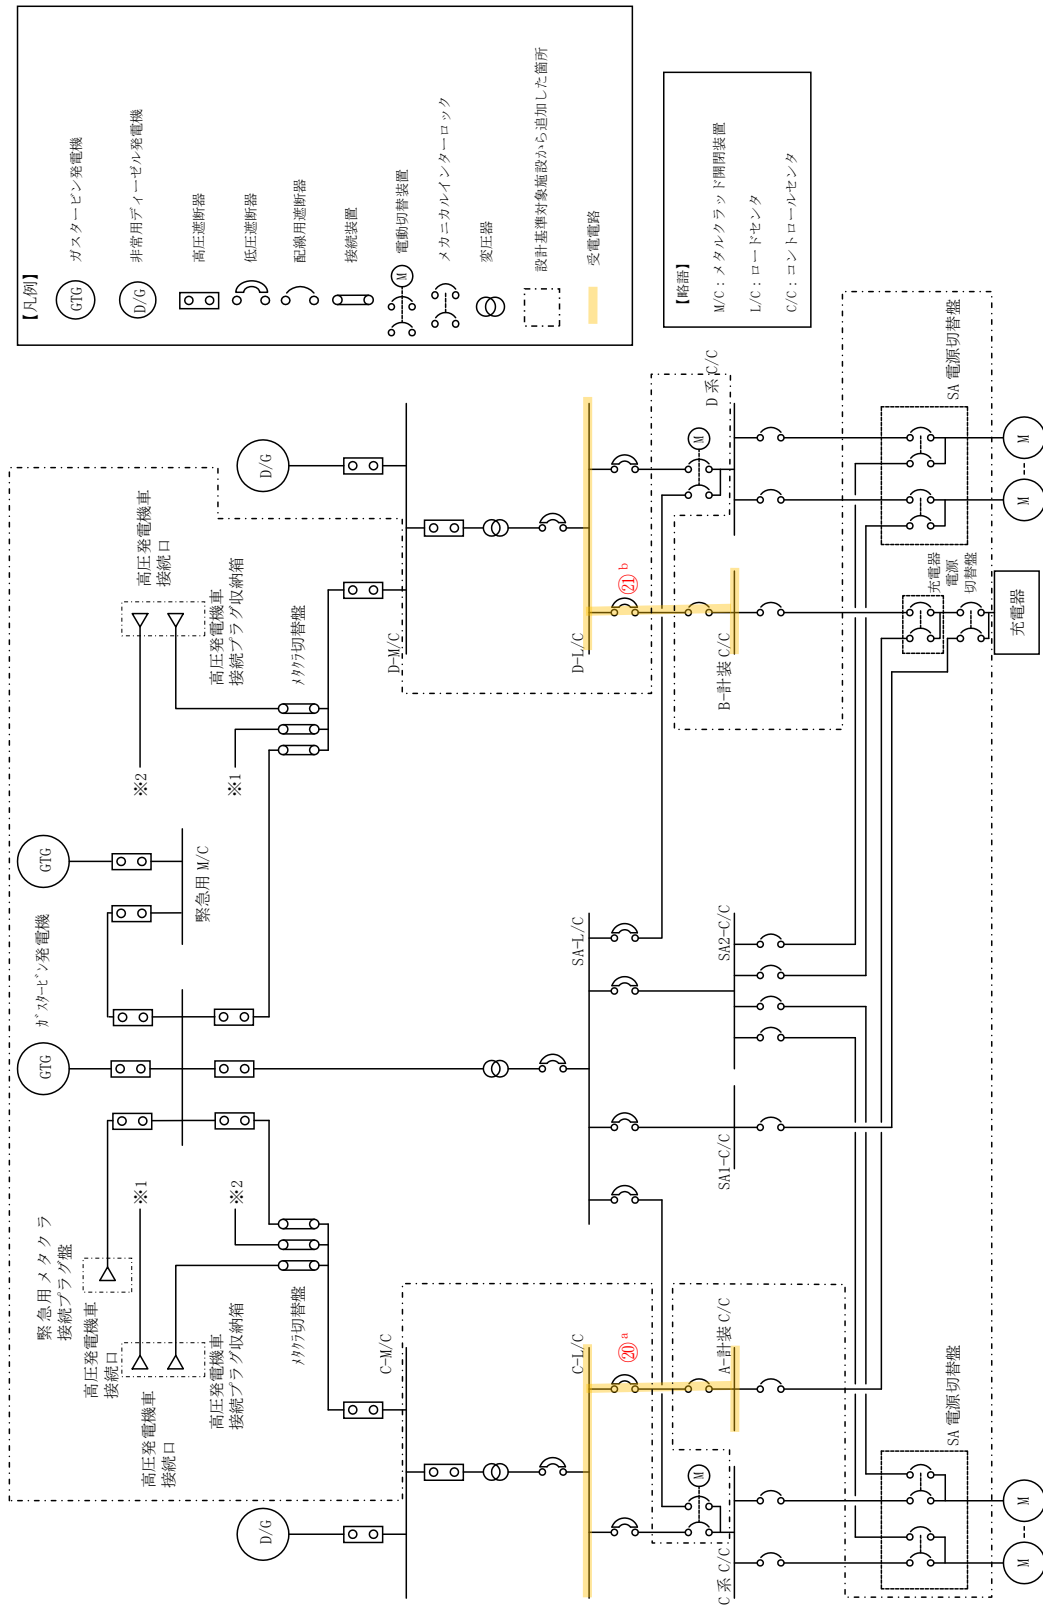 【凡例】
GTG
ガスタービン発電機
D/G
非常用ディーゼル発電機
高圧遮断器
低圧遮断器
配線用遮断器
接続装置
M
電動切替装置
メカニカルインターロック
変圧器
設計基準対象施設から追加した箇所
受電電路
【略語】
M/C：メタルクラッド開閉装置
L/C：ロードセンタ
C/C：コントロールセンタ
緊急用メタクラ
接続プラグ盤
高圧発電機車
接続口
高圧発電機車
接続口
高圧発電機車
接続プラグ収納箱
※1
※2
ﾒﾀｸﾗ切替盤
GTG
ｶﾞｽﾀｰﾋﾞﾝ発電機
GTG
緊急用 M/C
高圧発電機車
接続口
高圧発電機車
接続プラグ収納箱
※2
※1
ﾒﾀｸﾗ切替盤
D/G
D/G
C-M/C
D-M/C
C-L/C
SA-L/C
D-L/C
⑳ a
㉑ b
M
M
C 系 C/C
A-計装 C/C
SA1-C/C
SA2-C/C
B-計装 C/C
D 系 C/C
SA 電源切替盤
SA 電源切替盤
充電器
電源
切替盤
充電器
M
M
M
M